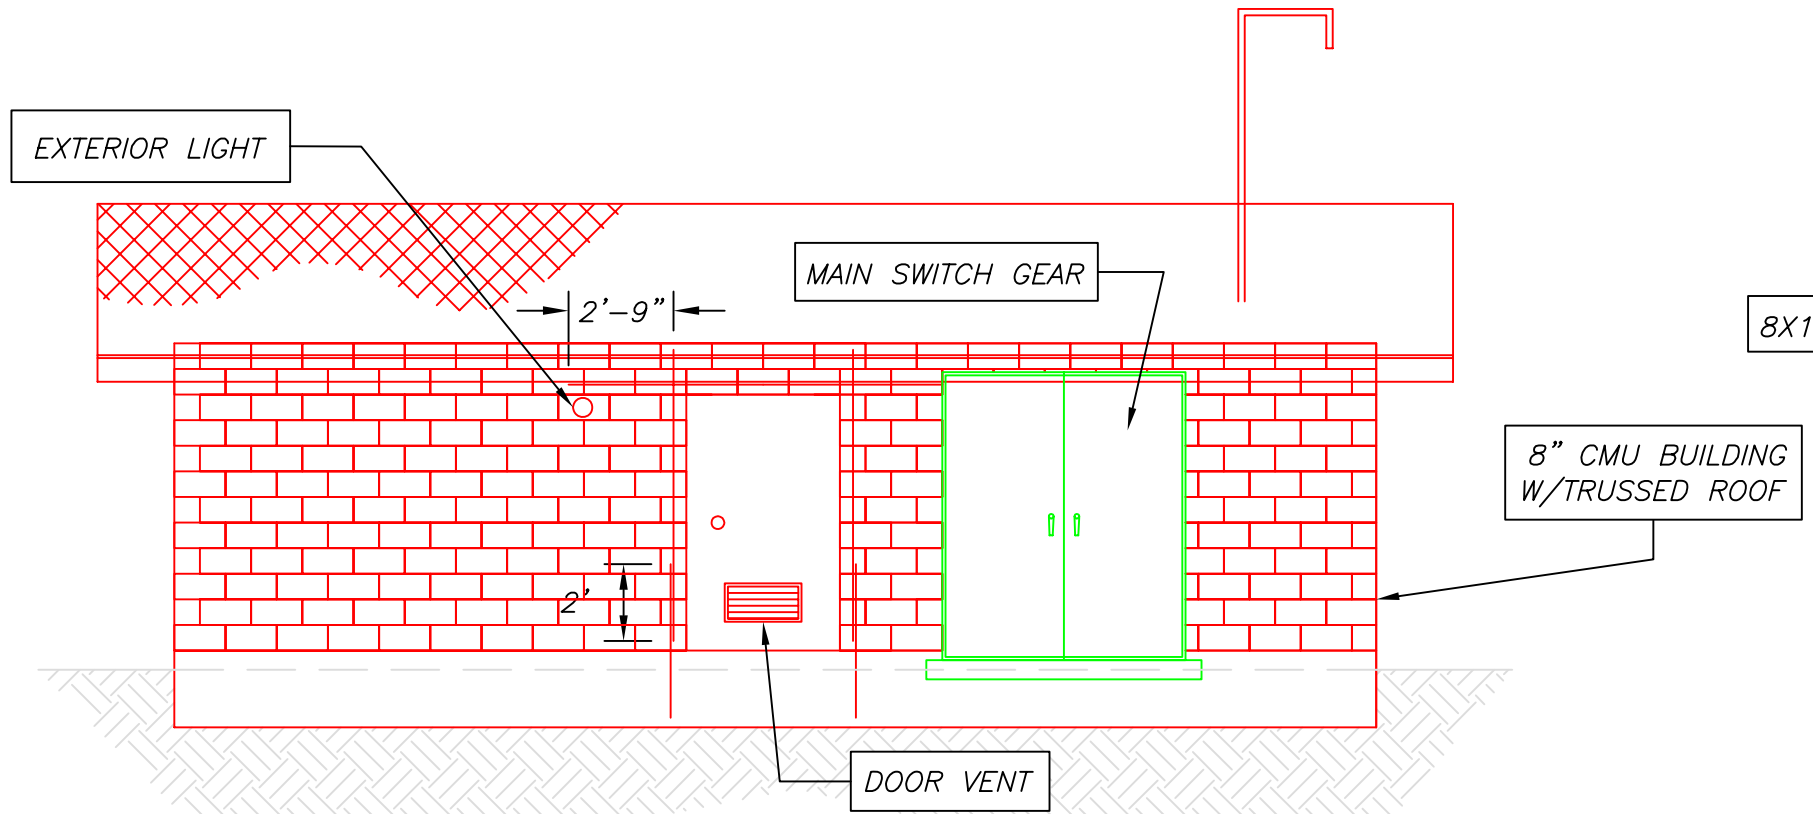 EXTERIOR LIGHT
MAIN SWITCH GEAR
2'-9"
8X1
8" CMU BUILDING
W/TRUSSED ROOF
2'
DOOR VENT